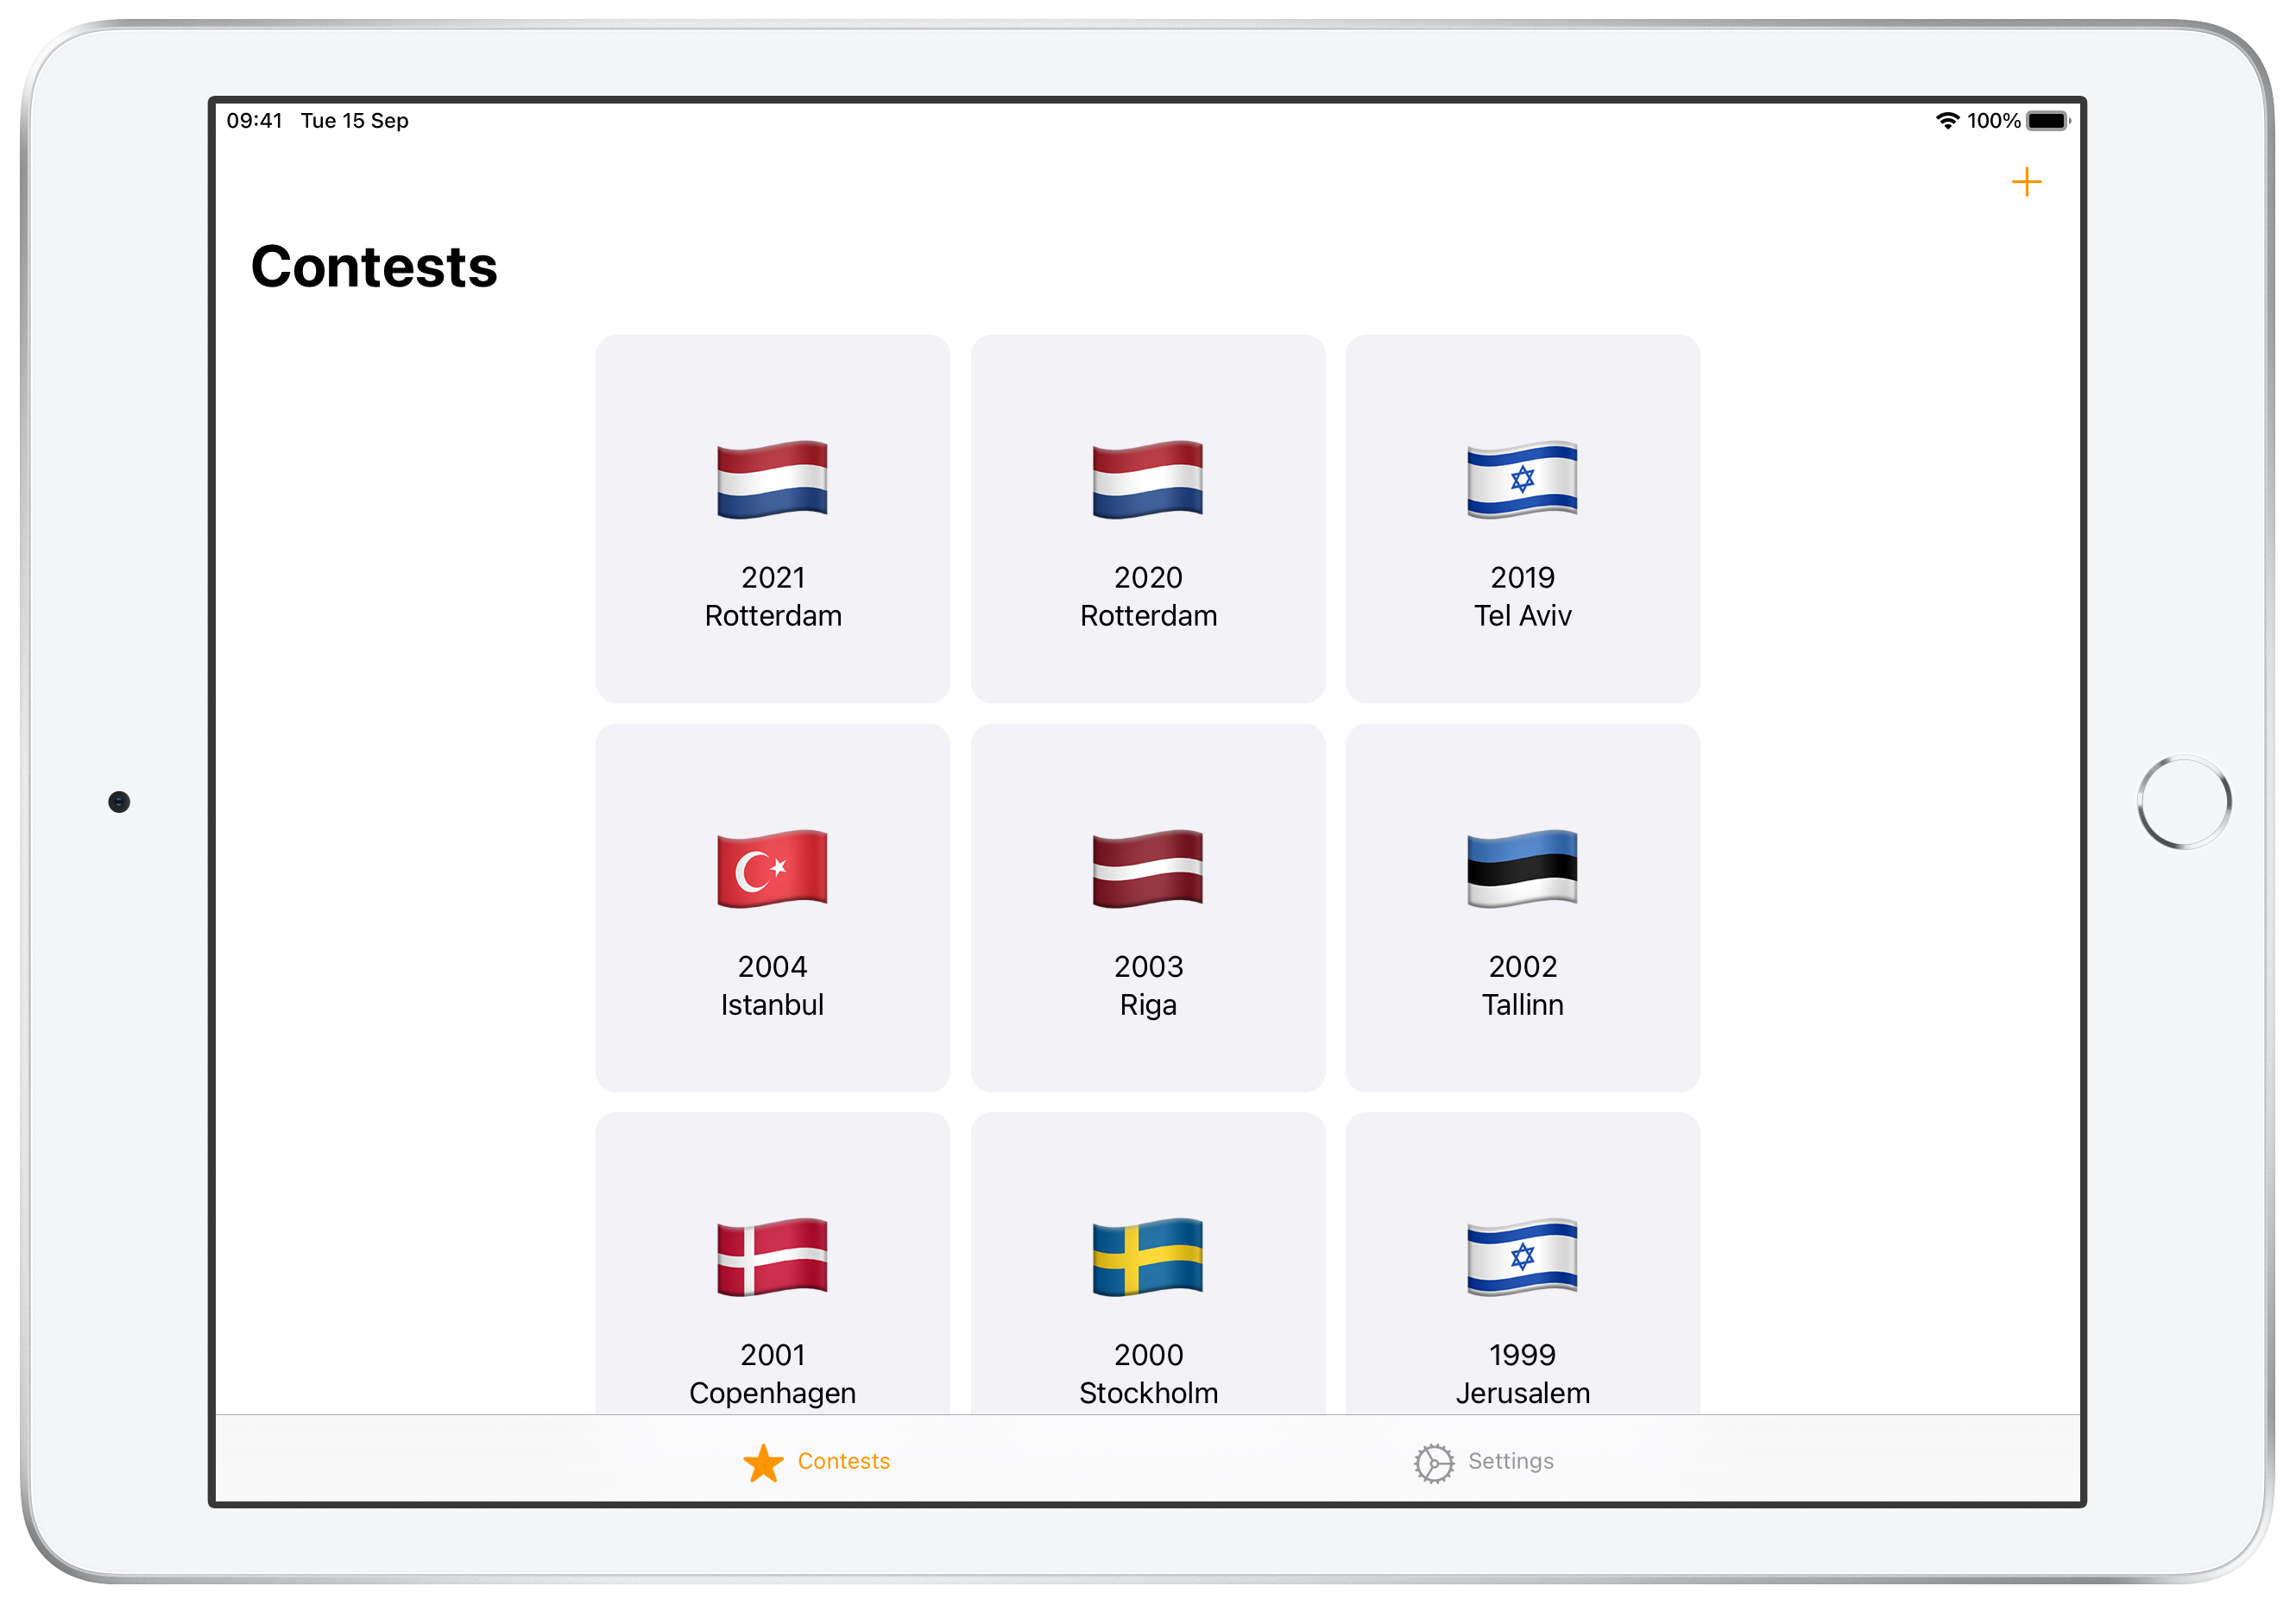 09:41 Tue 15 Sep
100%
Contests
2021
Rotterdam
2020
Rotterdam
2019
Tel Aviv
2004
Istanbul
2003
Riga
2002
Tallinn
2001
Copenhagen
2000
Stockholm
1999
Jerusalem
Contests
Settings